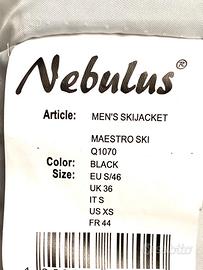 Nebulus®
Article: MEN'S SKIJACKET
MAESTRO SKI
Q1070
Color: BLACK
Size: EU S/46
UK 36
IT S
US XS
FR 44